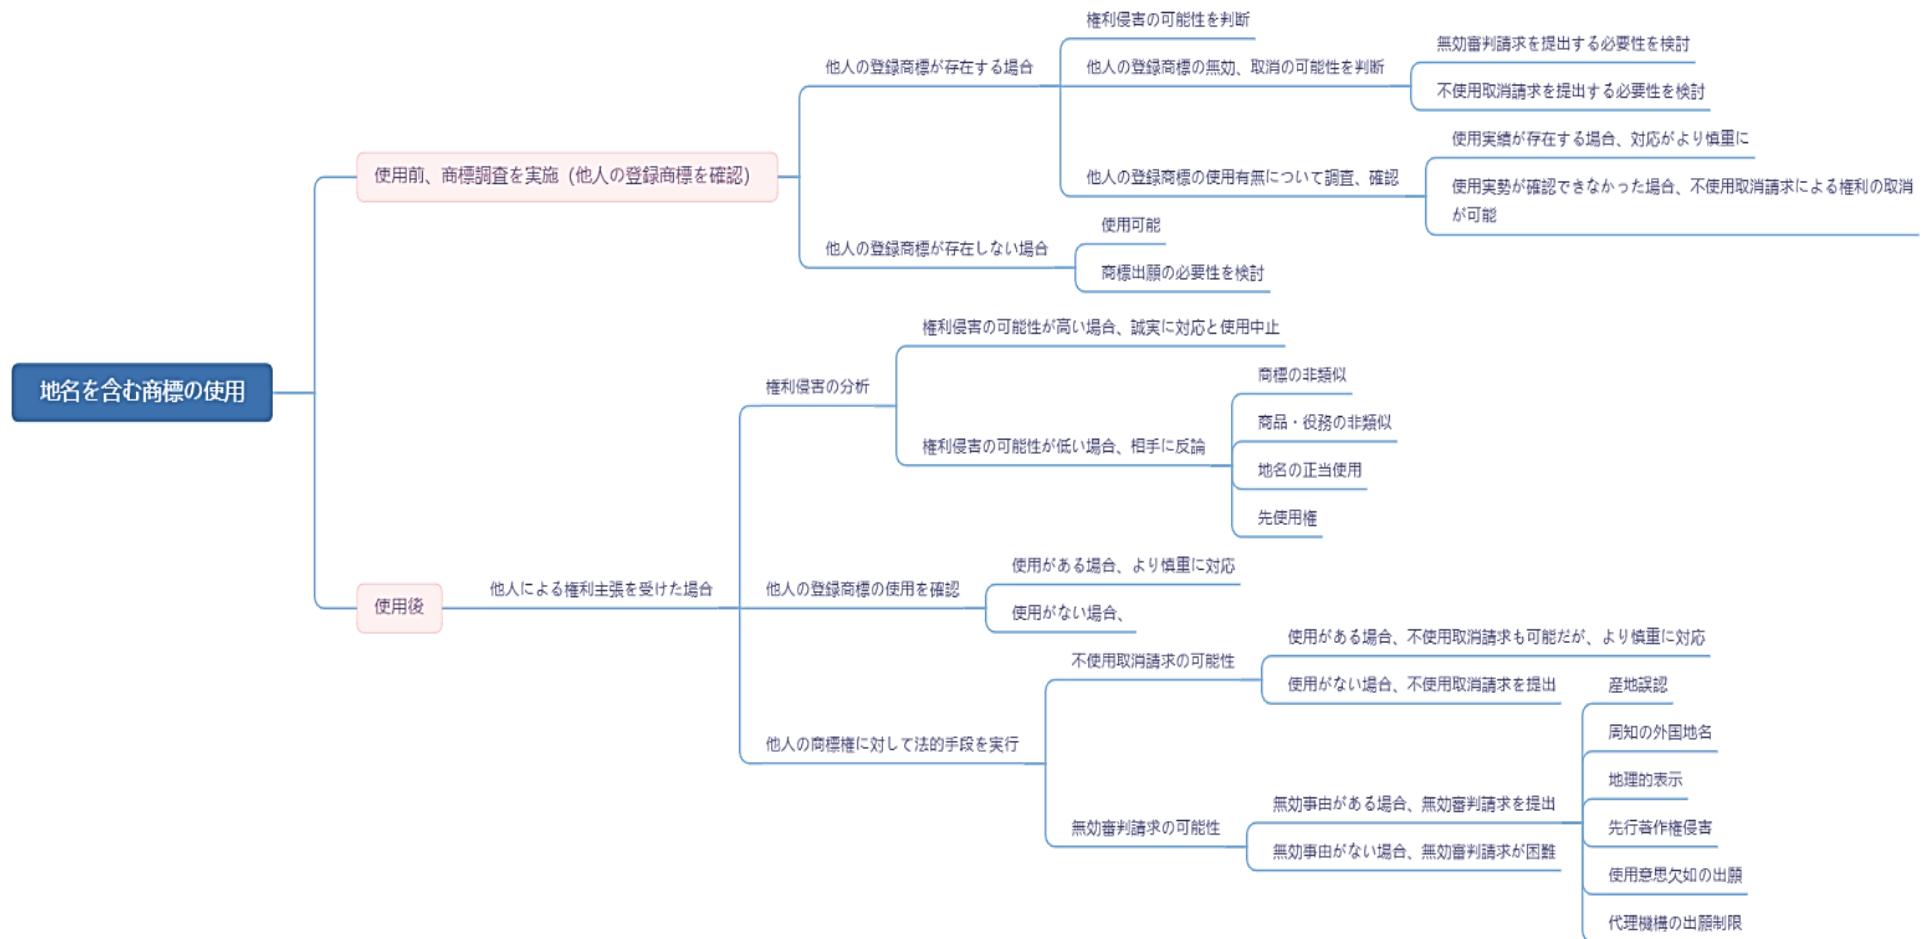 地名を含む商標の使用
使用前、商標調査を実施（他人の登録商標を確認）
他人の登録商標が存在する場合
権利侵害の可能性を判断
他人の登録商標の無効、取消の可能性を判断
無効審判請求を提出する必要性を検討
不使用取消請求を提出する必要性を検討
他人の登録商標の使用有無について調査、確認
使用実績が存在する場合、対応がより慎重に
使用実勢が確認できなかった場合、不使用取消請求による権利の取消
が可能
他人の登録商標が存在しない場合
使用可能
商標出願の必要性を検討
使用後
他人による権利主張を受けた場合
権利侵害の分析
権利侵害の可能性が高い場合、誠実に対応と使用中止
権利侵害の可能性が低い場合、相手に反論
商標の非類似
商品・役務の非類似
地名の正当使用
先使用権
他人の登録商標の使用を確認
使用がある場合、より慎重に対応
使用がない場合、
他人の商標権に対して法的手段を実行
不使用取消請求の可能性
使用がある場合、不使用取消請求も可能だが、より慎重に対応
使用がない場合、不使用取消請求を提出
無効審判請求の可能性
無効事由がある場合、無効審判請求を提出
産地誤認
周知の外国地名
地理的表示
先行著作権侵害
使用意思欠如の出願
代理機構の出願制限
無効事由がない場合、無効審判請求が困難